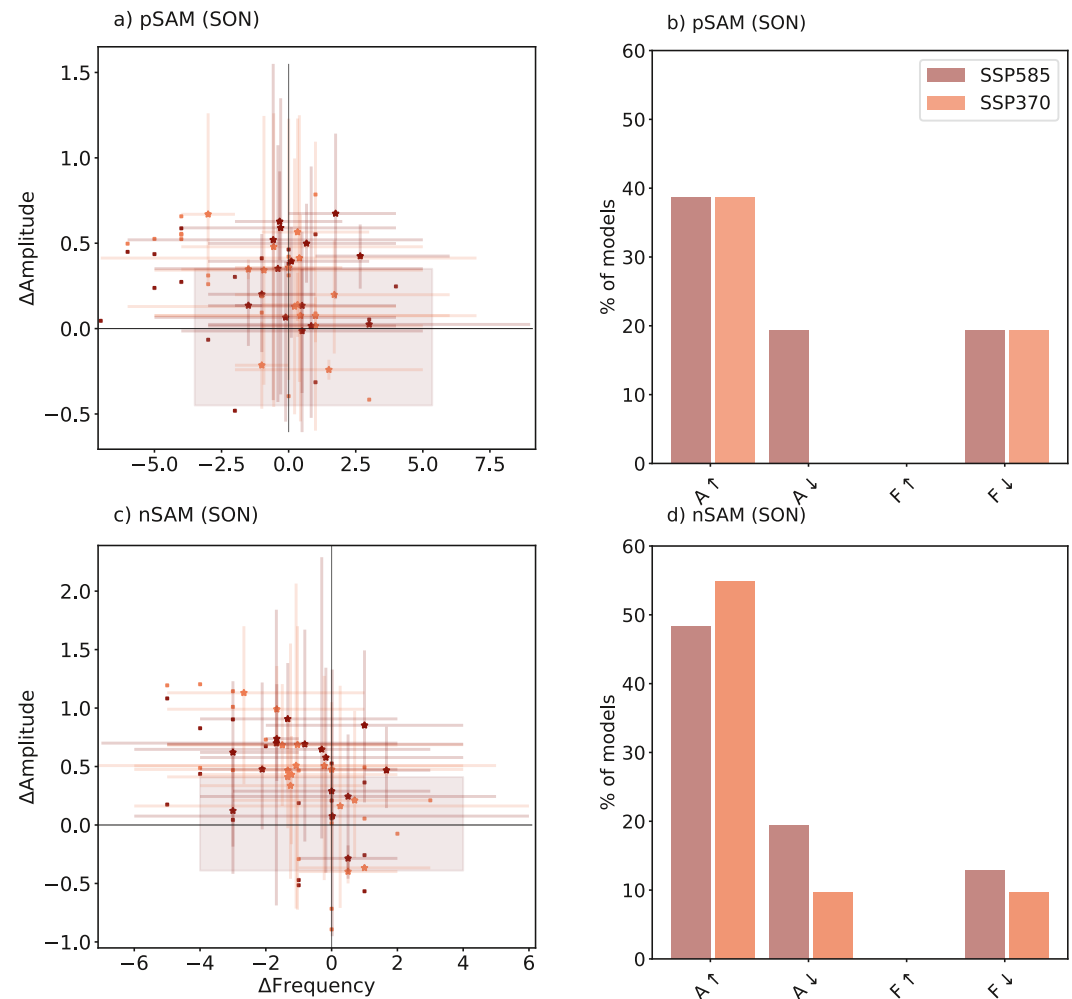 a) pSAM (SON)
ΔAmplitude
1.5
1.0
0.5
0.0
−0.5
−5.0 −2.5 0.0 2.5 5.0 7.5
b) pSAM (SON)
% of models
60
50
40
30
20
10
0
SSP585
SSP370
A ↑ A ↓ F ↑ F ↓
c) nSAM (SON)
ΔAmplitude
2.0
1.5
1.0
0.5
0.0
−0.5
−1.0
−6 −4 −2 0 2 4 6
ΔFrequency
d) nSAM (SON)
% of models
60
50
40
30
20
10
0
A ↑ A ↓ F ↑ F ↓